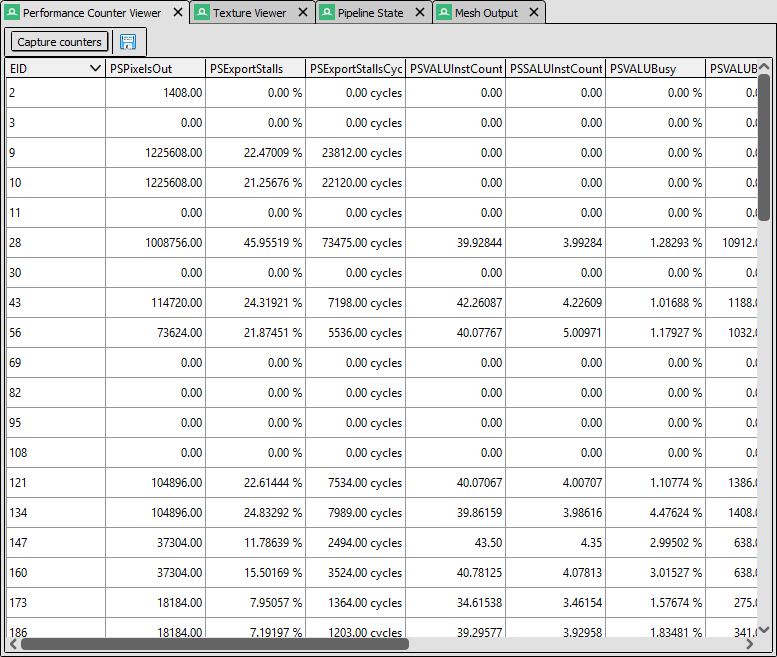 Performance Counter Viewer Texture Viewer Pipeline State Mesh Output
Capture counters
EID PSPixelsOut PSExportStalls PSExportStallsCyc PSVALUInstCount PSSALUInstCount PSVALUBusy PSVALUB
2 1408.00 0.00 % 0.00 cycles 0.00 0.00 0.00 % 0.0
3 0.00 0.00 % 0.00 cycles 0.00 0.00 0.00 % 0.0
9 1225608.00 22.47009 % 23812.00 cycles 0.00 0.00 0.00 % 0.0
10 1225608.00 21.25676 % 22120.00 cycles 0.00 0.00 0.00 % 0.0
11 0.00 0.00 % 0.00 cycles 0.00 0.00 0.00 % 0.0
28 1008756.00 45.95519 % 73475.00 cycles 39.92844 3.99284 1.28293 % 10912.0
30 0.00 0.00 % 0.00 cycles 0.00 0.00 0.00 % 0.0
43 114720.00 24.31921 % 7198.00 cycles 42.26087 4.22609 1.01688 % 1188.0
56 73624.00 21.87451 % 5536.00 cycles 40.07767 5.00971 1.17927 % 1032.0
69 0.00 0.00 % 0.00 cycles 0.00 0.00 0.00 % 0.0
82 0.00 0.00 % 0.00 cycles 0.00 0.00 0.00 % 0.0
95 0.00 0.00 % 0.00 cycles 0.00 0.00 0.00 % 0.0
108 0.00 0.00 % 0.00 cycles 0.00 0.00 0.00 % 0.0
121 104896.00 22.61444 % 7534.00 cycles 40.07067 4.00707 1.10774 % 1386.0
134 104896.00 24.83292 % 7989.00 cycles 39.86159 3.98616 4.47624 % 1408.0
147 37304.00 11.78639 % 2494.00 cycles 43.50 4.35 2.99502 % 638.0
160 37304.00 15.50169 % 3524.00 cycles 40.78125 4.07813 3.01527 % 638.0
173 18184.00 7.95057 % 1364.00 cycles 34.61538 3.46154 1.57674 % 275.0
186 18184.00 7.19197 % 1203.00 cycles 39.29577 3.92958 1.83481 % 341.0